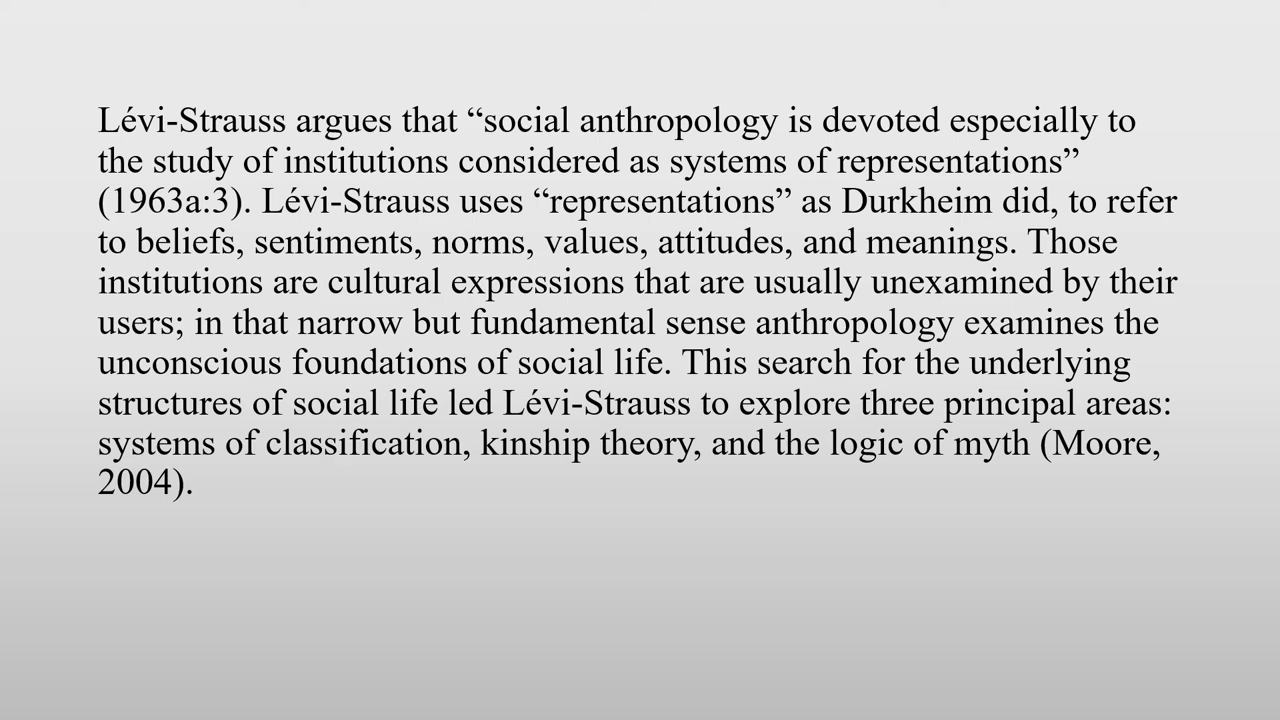 Lévi-Strauss argues that “social anthropology is devoted especially to
the study of institutions considered as systems of representations”
(1963a:3). Lévi-Strauss uses “representations” as Durkheim did, to refer
to beliefs, sentiments, norms, values, attitudes, and meanings. Those
institutions are cultural expressions that are usually unexamined by their
users; in that narrow but fundamental sense anthropology examines the
unconscious foundations of social life. This search for the underlying
structures of social life led Lévi-Strauss to explore three principal areas:
systems of classification, kinship theory, and the logic of myth (Moore,
2004).